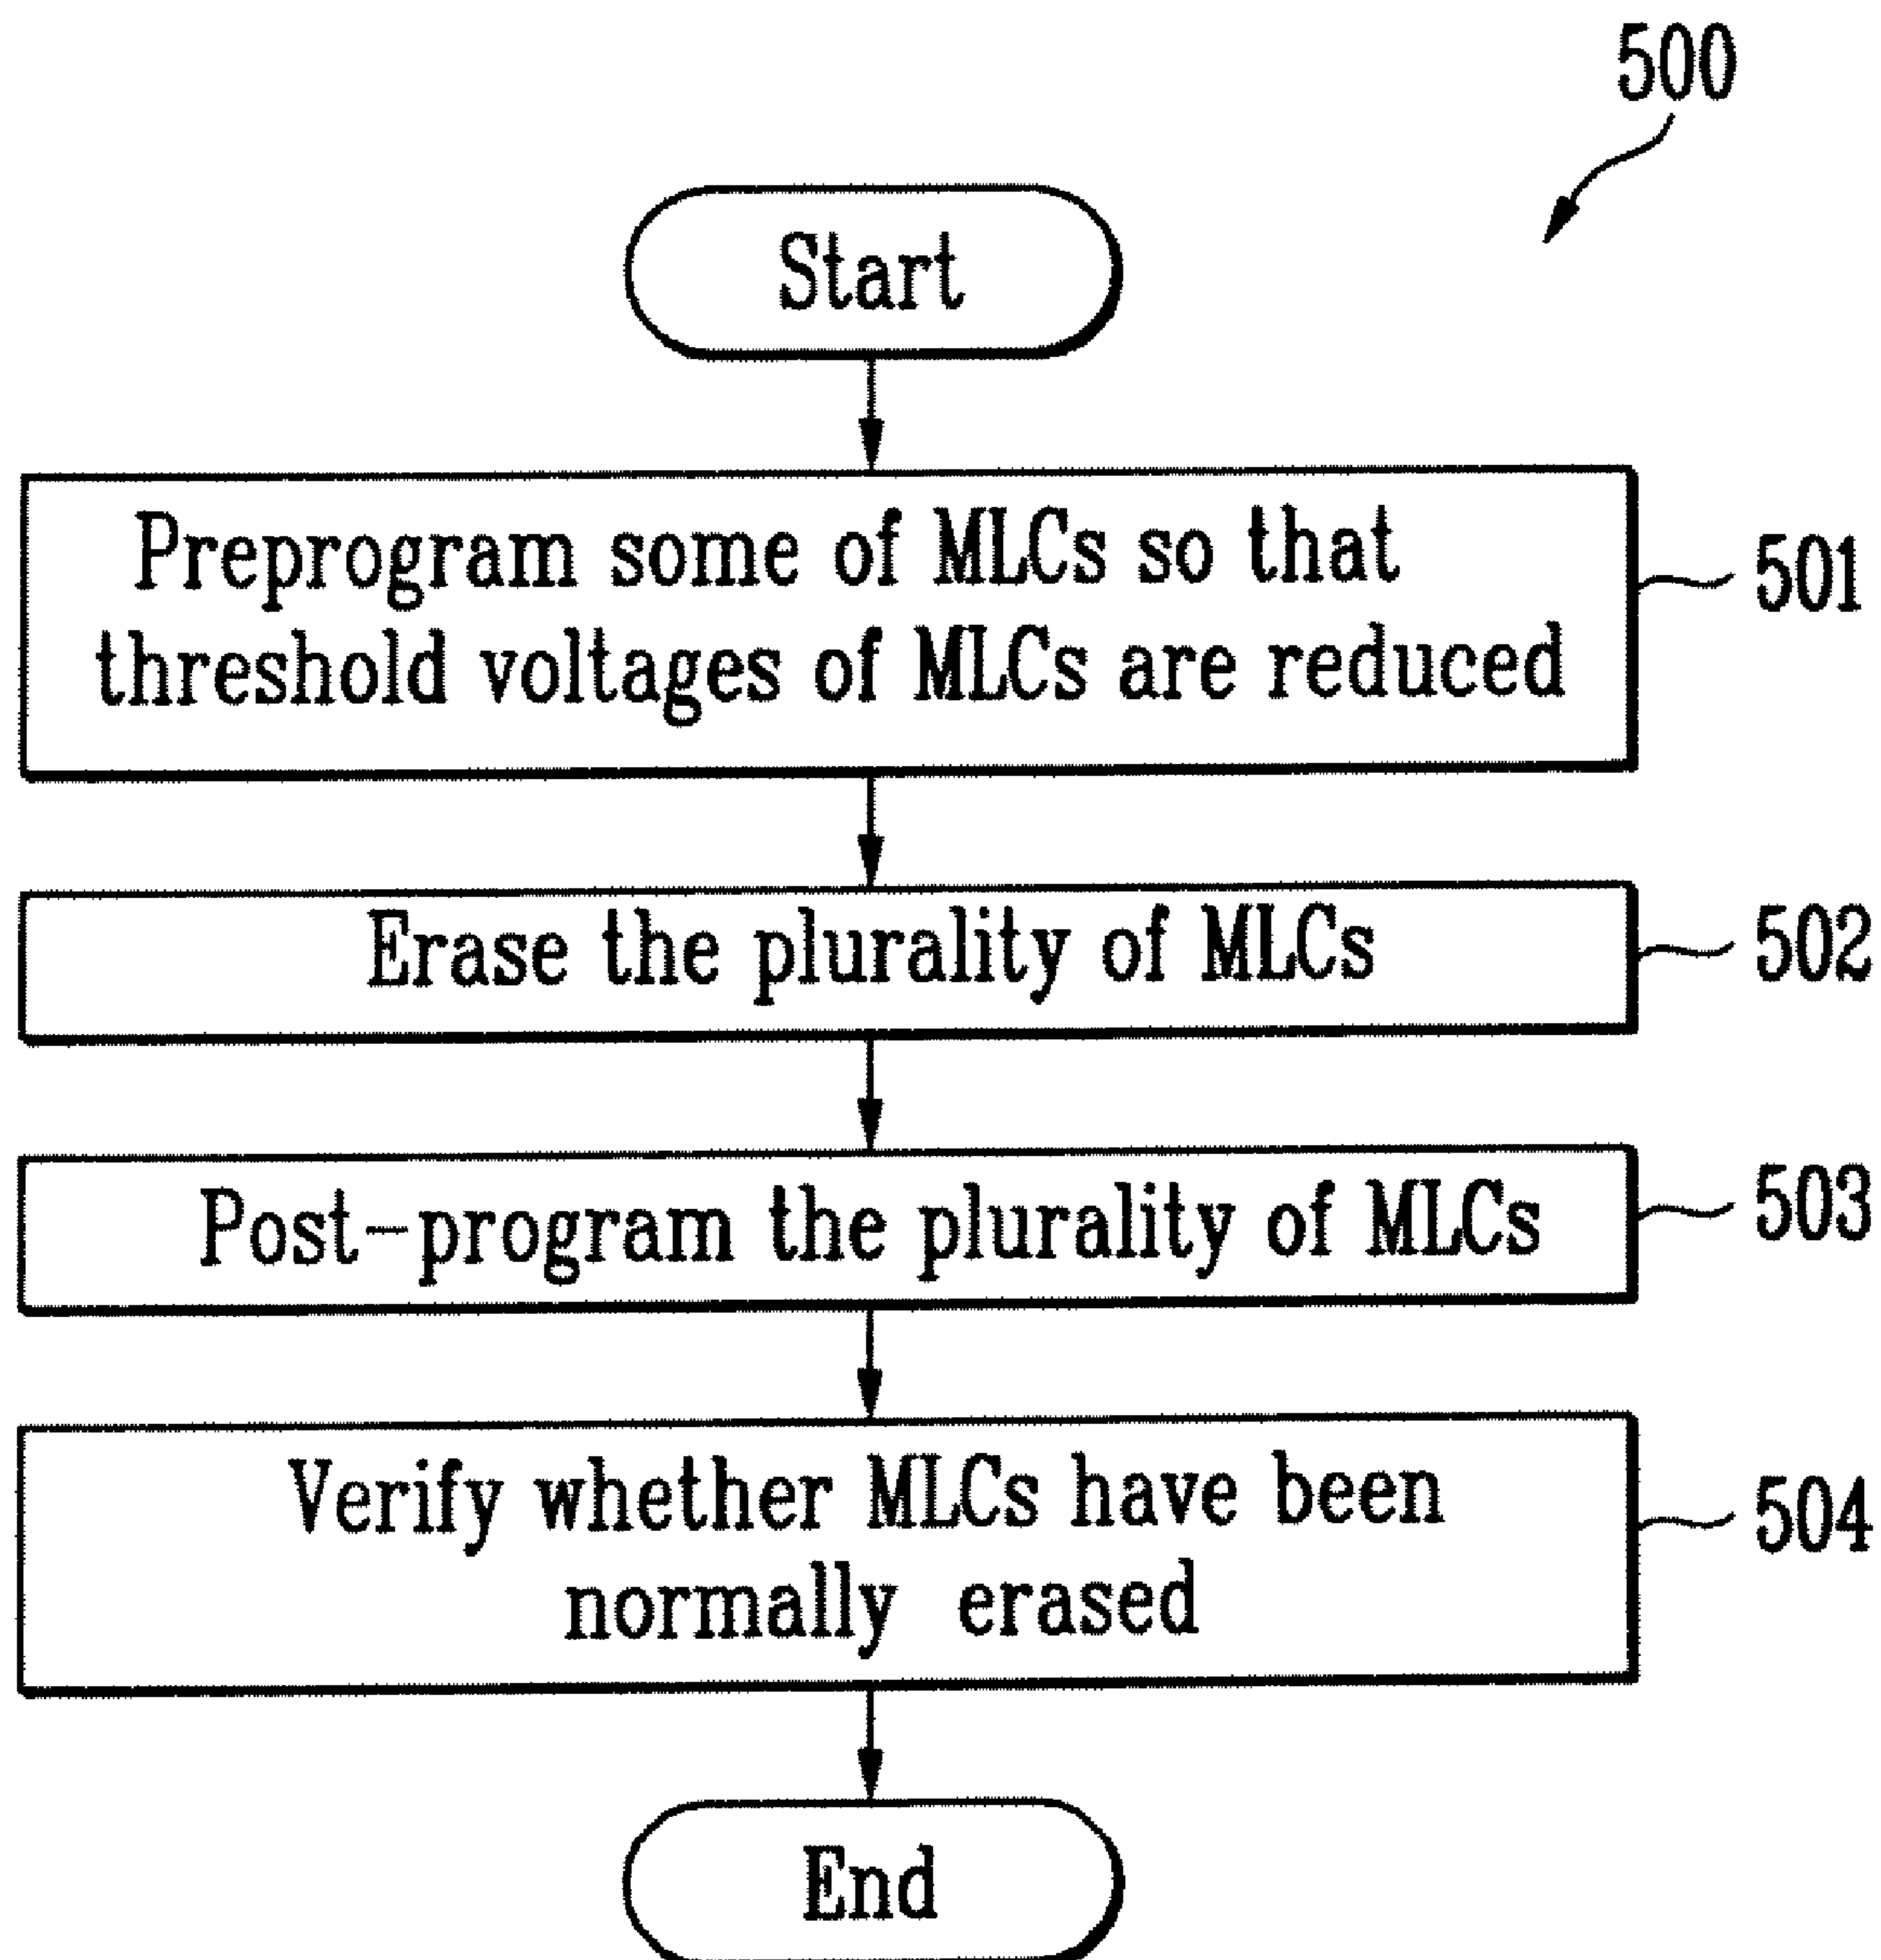 500
Start
Preprogram some of MLCs so that
threshold voltages of MLCs are reduced
501
Erase the plurality of MLCs
502
Post-program the plurality of MLCs
503
Verify whether MLCs have been
normally erased
504
End